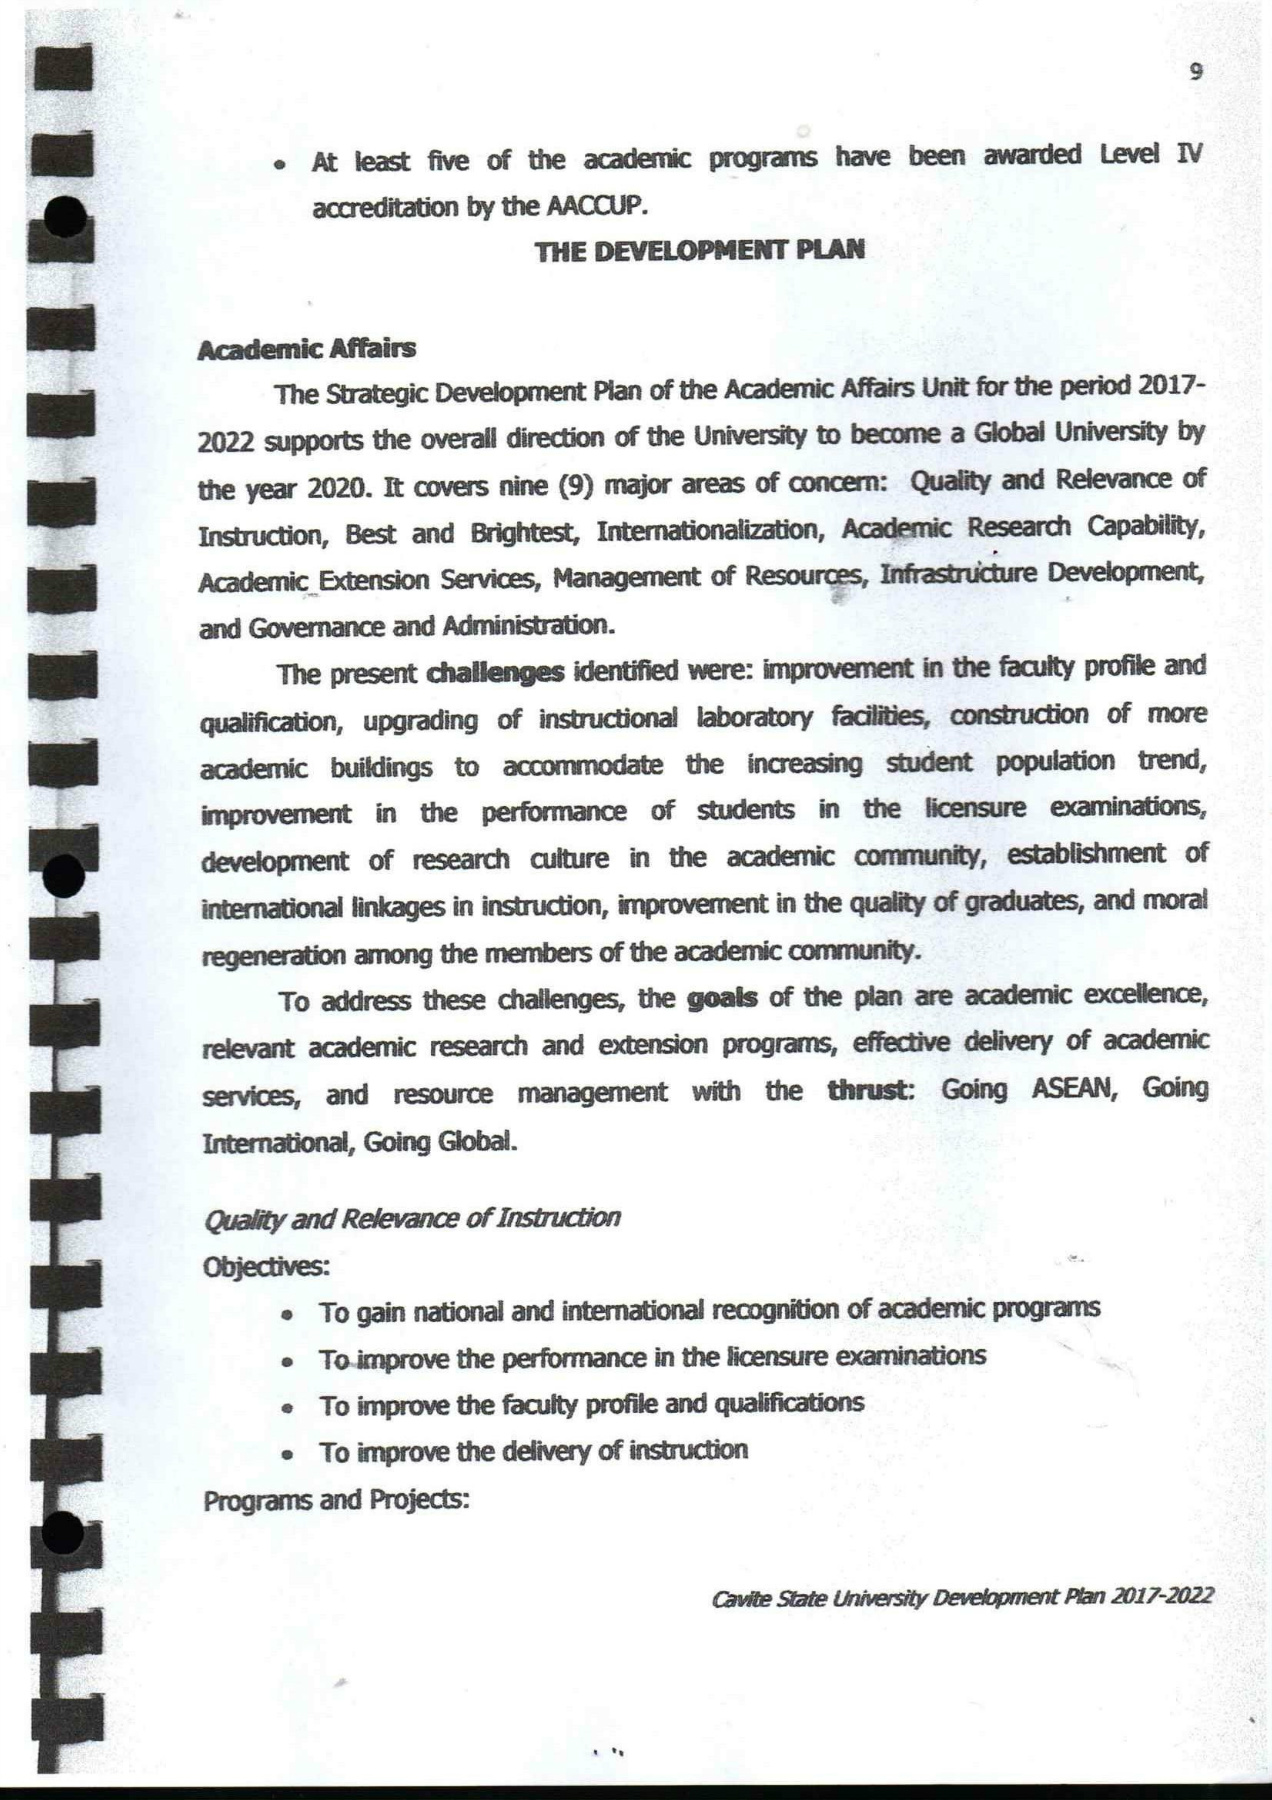 9
• At least five of the academic programs have been awarded Level IV
accreditation by the AACCUP.
THE DEVELOPMENT PLAN
Academic Affairs
The Strategic Development Plan of the Academic Affairs Unit for the period 2017-
2022 supports the overall direction of the University to become a Global University by
the year 2020. It covers nine (9) major areas of concern: Quality and Relevance of
Instruction, Best and Brightest, Internationalization, Academic Research Capability,
Academic Extension Services, Management of Resources, Infrastructure Development,
and Governance and Administration.
The present challenges identified were: improvement in the faculty profile and
qualification, upgrading of instructional laboratory facilities, construction of more
academic buildings to accommodate the increasing student population trend,
improvement in the performance of students in the licensure examinations,
development of research culture in the academic community, establishment of
international linkages in instruction, improvement in the quality of graduates, and moral
regeneration among the members of the academic community.
To address these challenges, the goals of the plan are academic excellence,
relevant academic research and extension programs, effective delivery of academic
services, and resource management with the thrust: Going ASEAN, Going
International, Going Global.
Quality and Relevance of Instruction
Objectives:
• To gain national and international recognition of academic programs
• To improve the performance in the licensure examinations
• To improve the faculty profile and qualifications
• To improve the delivery of instruction
Programs and Projects:
Cavite State University Development Plan 2017-2022